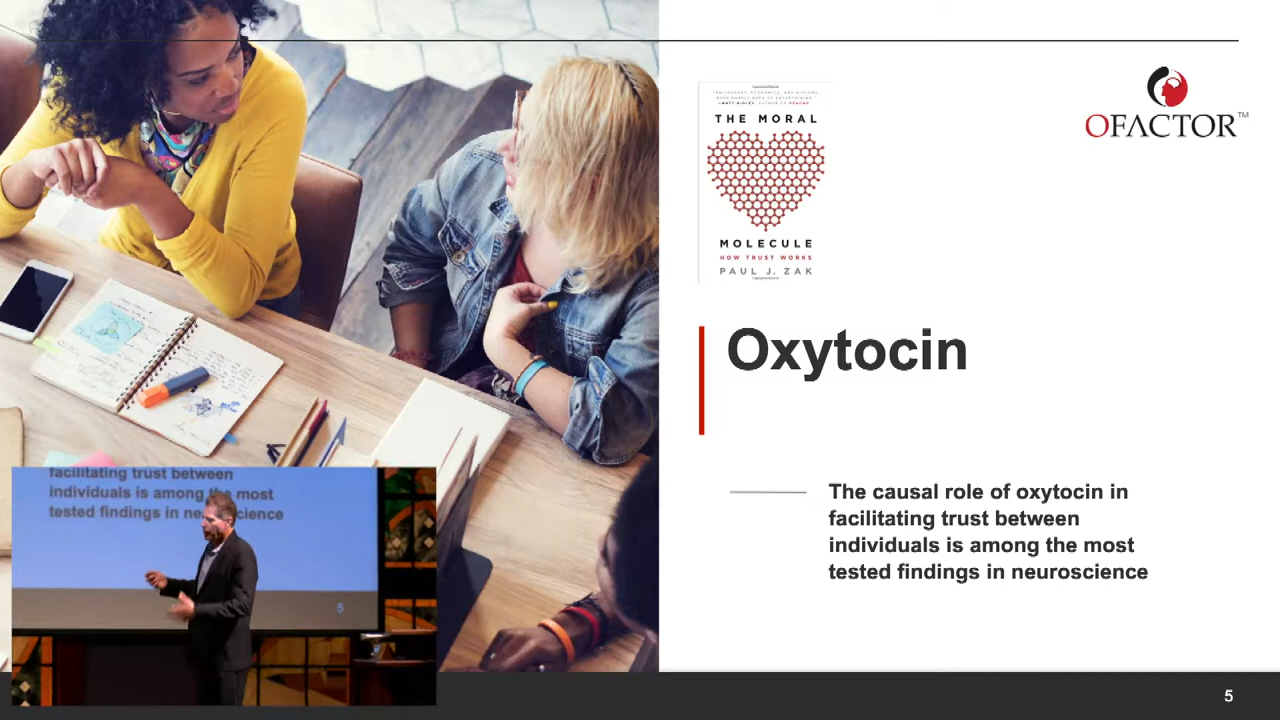 THE MORAL
MOLECULE
HOW TRUST WORKS
PAUL J. ZAK
OFACTOR™
Oxytocin
The causal role of oxytocin in
facilitating trust between
individuals is among the most
tested findings in neuroscience
facilitating trust between
individuals is among the most
tested findings in neuroscience
5
5